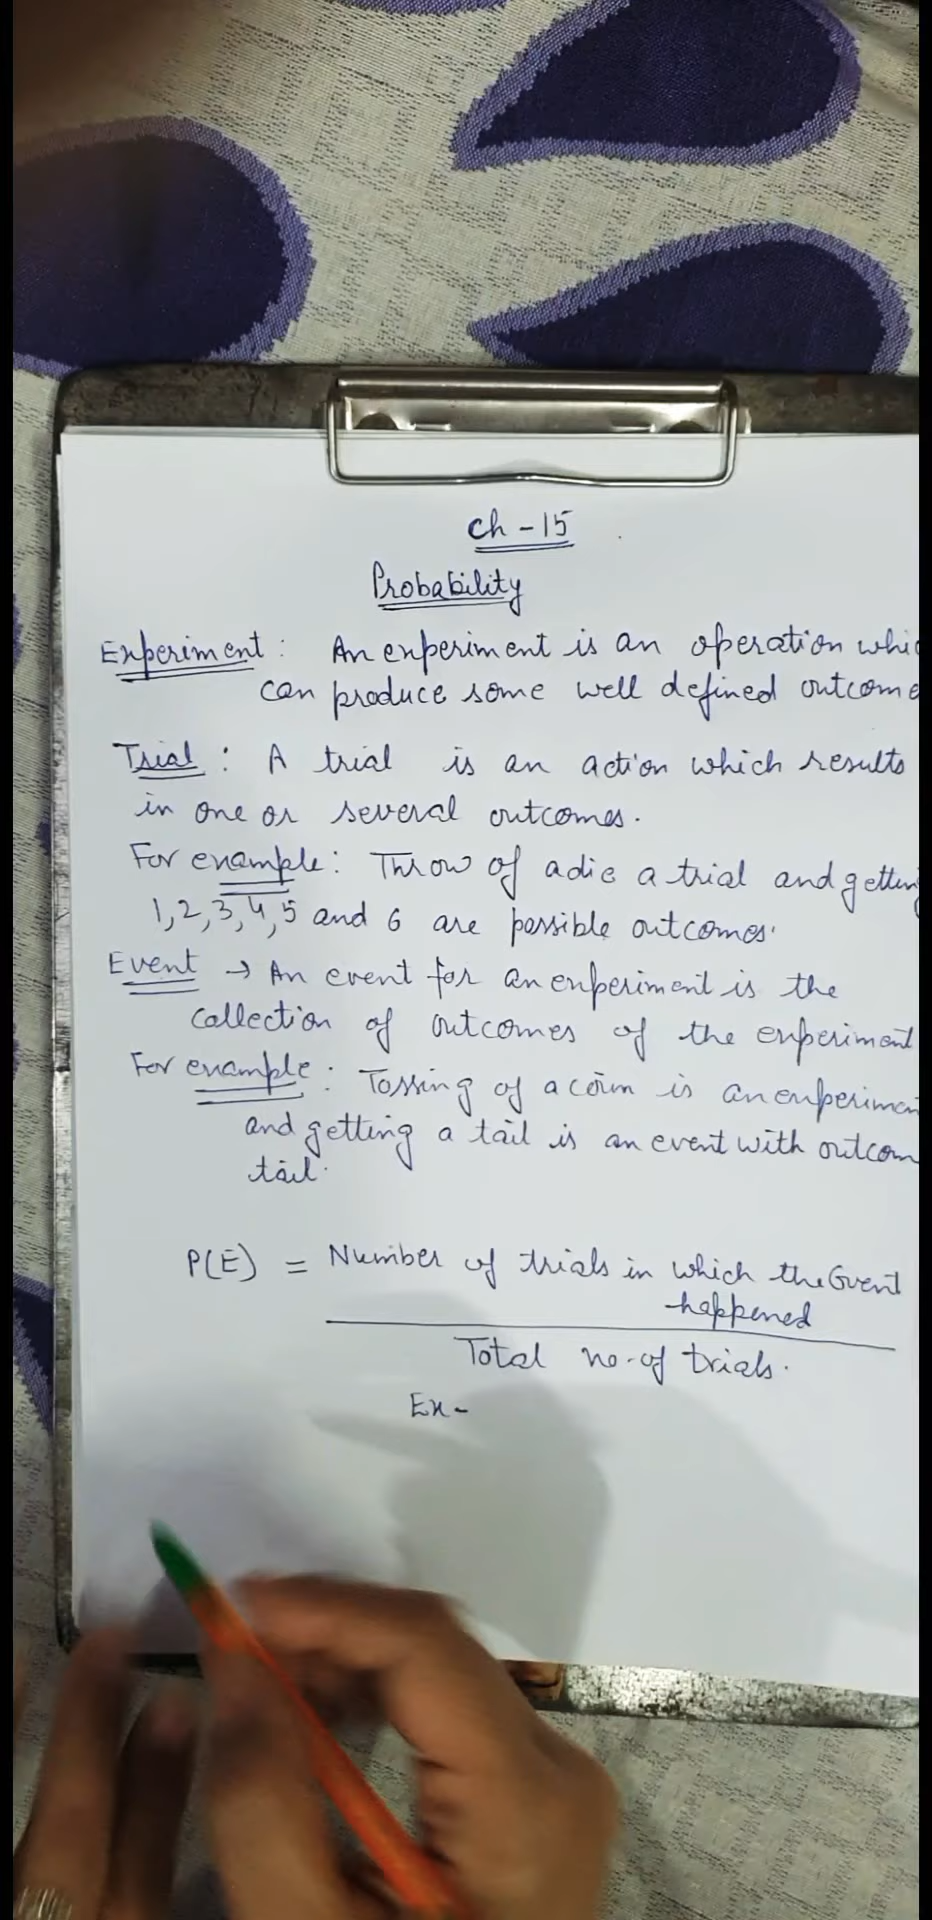 Ch - 15
Probability
Experiment : An experiment is an operation whic
can produce some well defined outcome
Trial : A trial is an action which results
in one or several outcomes.
For example : Throw of a die a trial and getting
1,2,3,4,5 and 6 are possible outcomes.
Event → An event for an experiment is the
collection of outcomes of the experiment
For example : Tossing of a coin is an experimen
and getting a tail is an event with outcom
tail.
P(E) = Number of trials in which the Event
happened
Total no. of trials.
Ex -